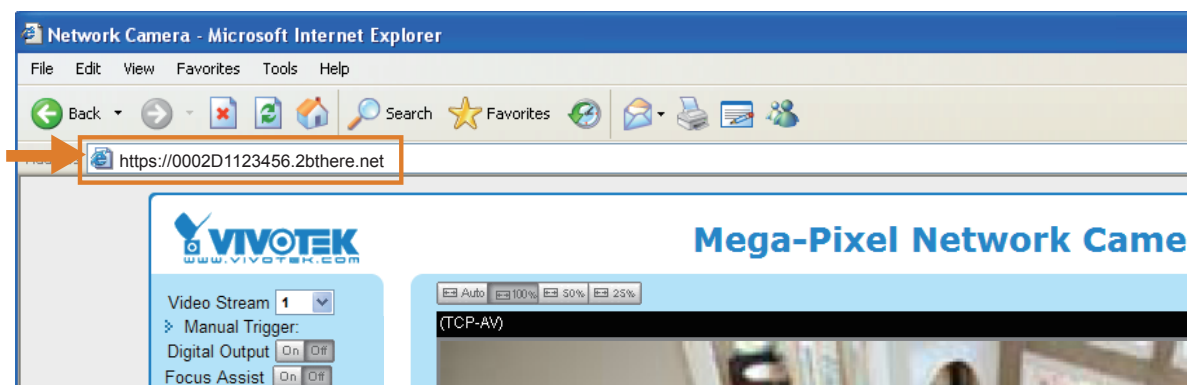 Network Camera - Microsoft Internet Explorer
File Edit View Favorites Tools Help
Back Search Favorites
https://0002D1123456.2bthere.net
VIVOTEK
www.vivotek.com
Mega-Pixel Network Came
Video Stream 1
Auto 100% 50% 25%
Manual Trigger:
(TCP-AV)
Digital Output On Off
Focus Assist On Off